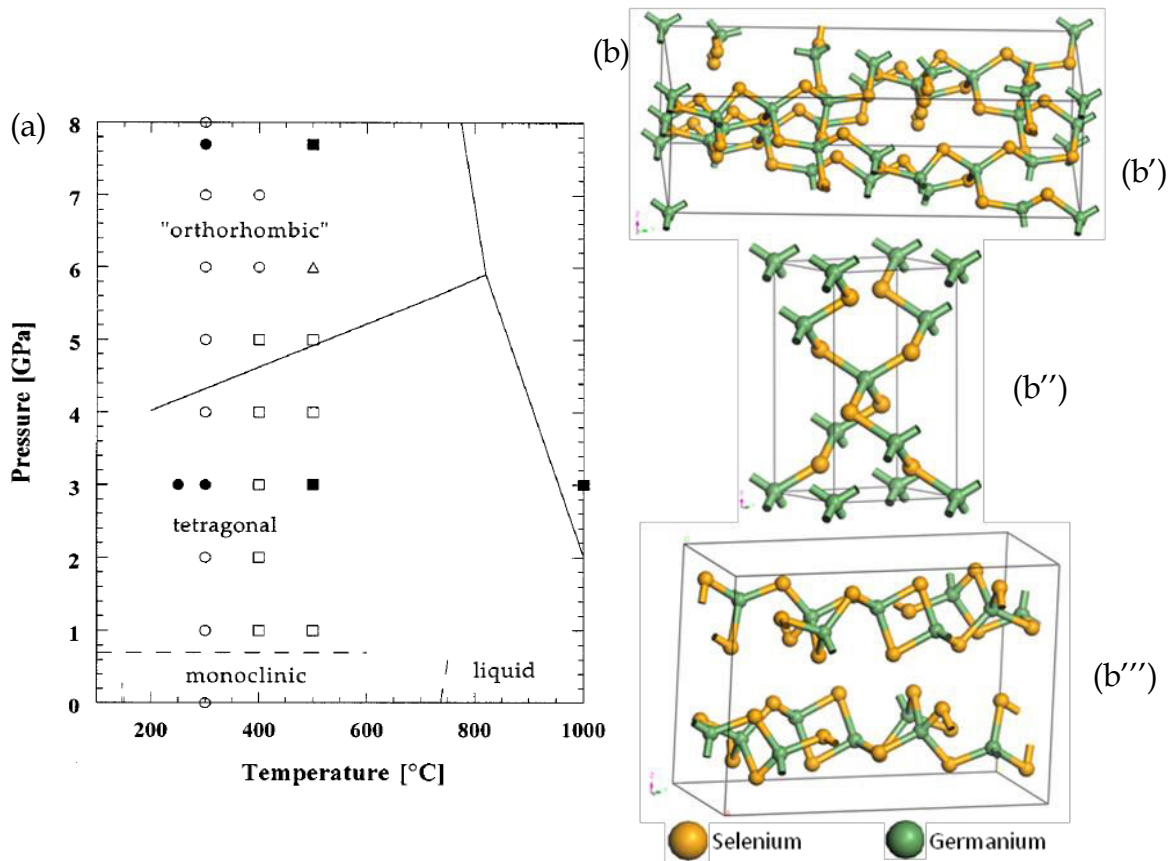 (a)
8
7
6
5
4
3
2
1
0
Pressure [GPa]
"orthorhombic"
tetragonal
monoclinic
liquid
200
400
600
800
1000
Temperature [°C]
(b)
(b')
(b'')
(b''')
Selenium
Germanium